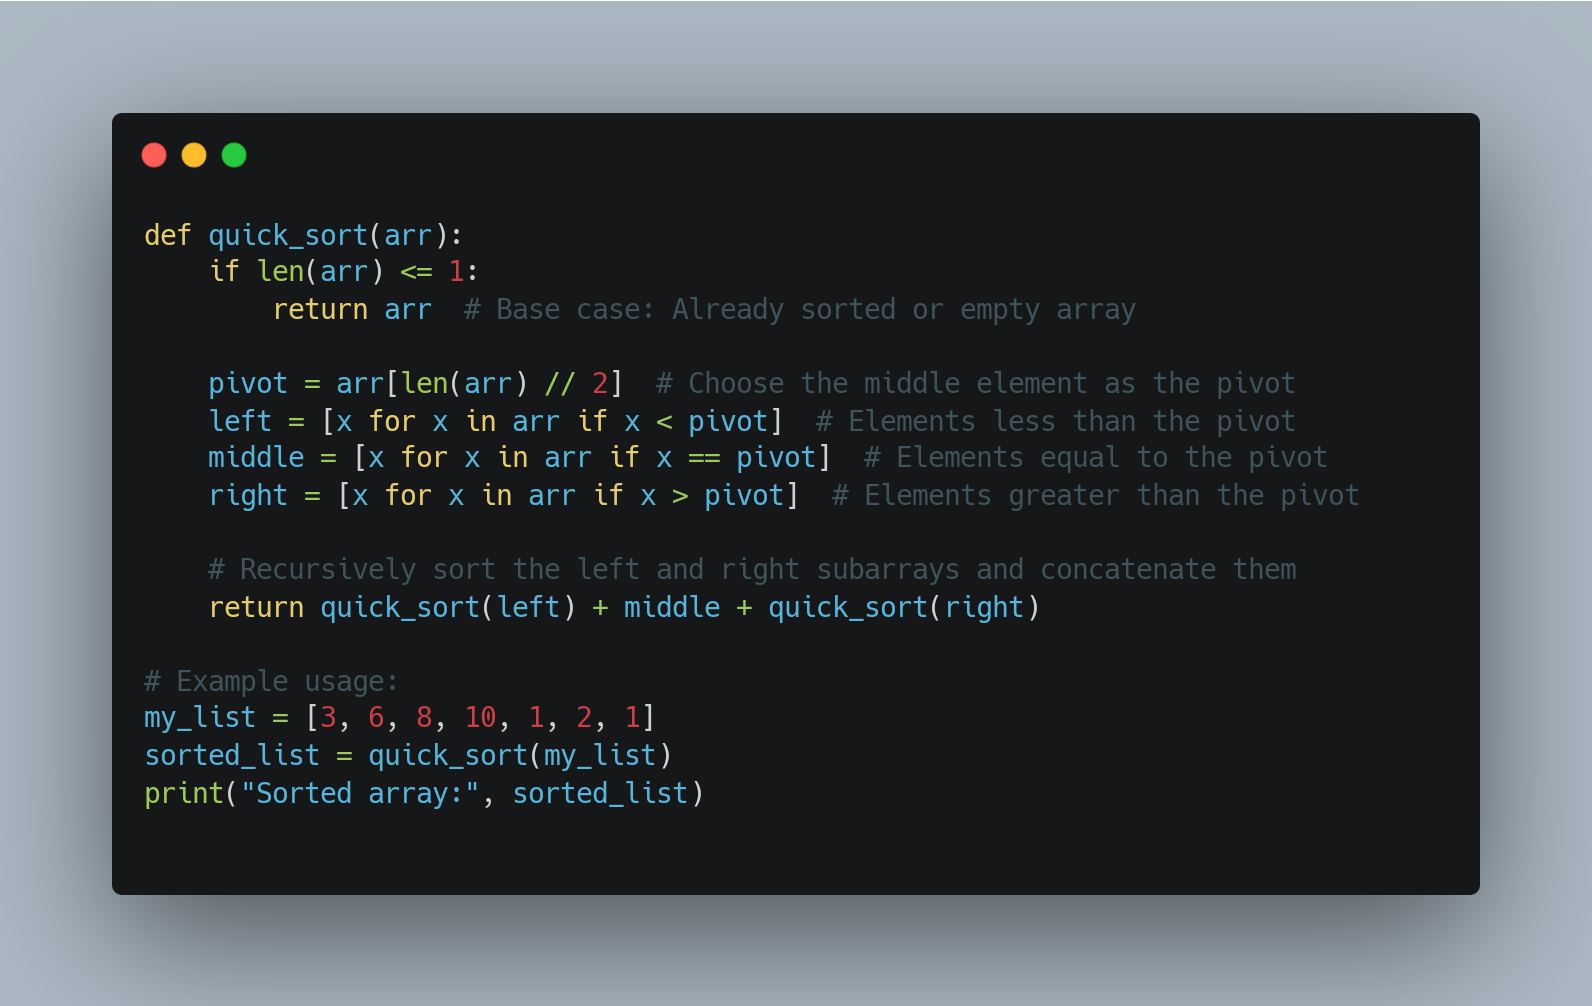 def quick_sort(arr):
    if len(arr) <= 1:
        return arr  # Base case: Already sorted or empty array

    pivot = arr[len(arr) // 2]  # Choose the middle element as the pivot
    left = [x for x in arr if x < pivot]  # Elements less than the pivot
    middle = [x for x in arr if x == pivot]  # Elements equal to the pivot
    right = [x for x in arr if x > pivot]  # Elements greater than the pivot

    # Recursively sort the left and right subarrays and concatenate them
    return quick_sort(left) + middle + quick_sort(right)

# Example usage:
my_list = [3, 6, 8, 10, 1, 2, 1]
sorted_list = quick_sort(my_list)
print("Sorted array:", sorted_list)